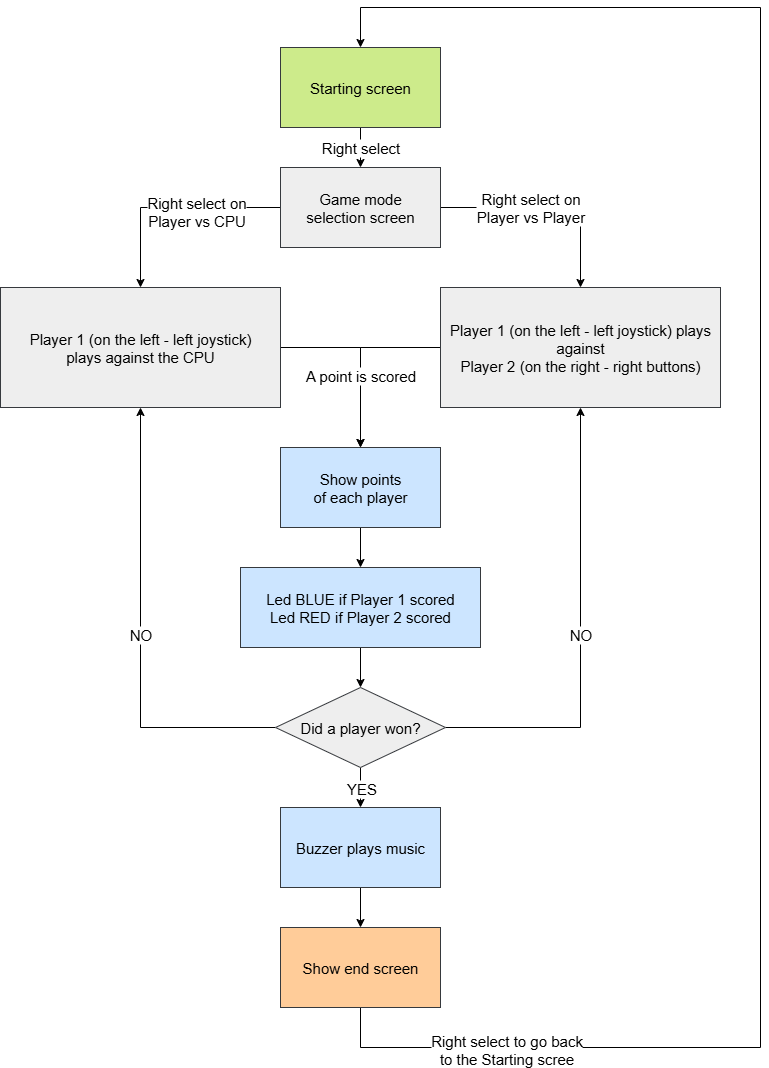 Starting screen
Right select
Game mode
selection screen
Right select on
Player vs CPU
Right select on
Player vs Player
Player 1 (on the left - left joystick)
plays against the CPU
Player 1 (on the left - left joystick) plays
against
Player 2 (on the right - right buttons)
A point is scored
Show points
of each player
Led BLUE if Player 1 scored
Led RED if Player 2 scored
NO
NO
Did a player won?
YES
Buzzer plays music
Show end screen
Right select to go back
to the Starting scree